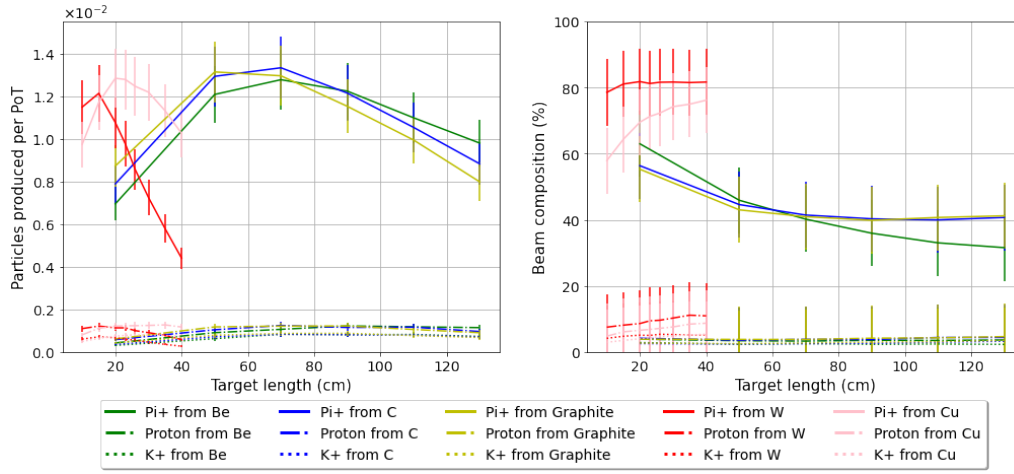 ×10⁻²
1.4
1.2
1.0
0.8
0.6
0.4
0.2
0.0
20 40 60 80 100 120
Target length (cm)
Particles produced per PoT
100
80
60
40
20
0
20 40 60 80 100 120
Target length (cm)
Beam composition (%)
Pi+ from Be Pi+ from C Pi+ from Graphite Pi+ from W Pi+ from Cu
Proton from Be Proton from C Proton from Graphite Proton from W Proton from Cu
K+ from Be K+ from C K+ from Graphite K+ from W K+ from Cu